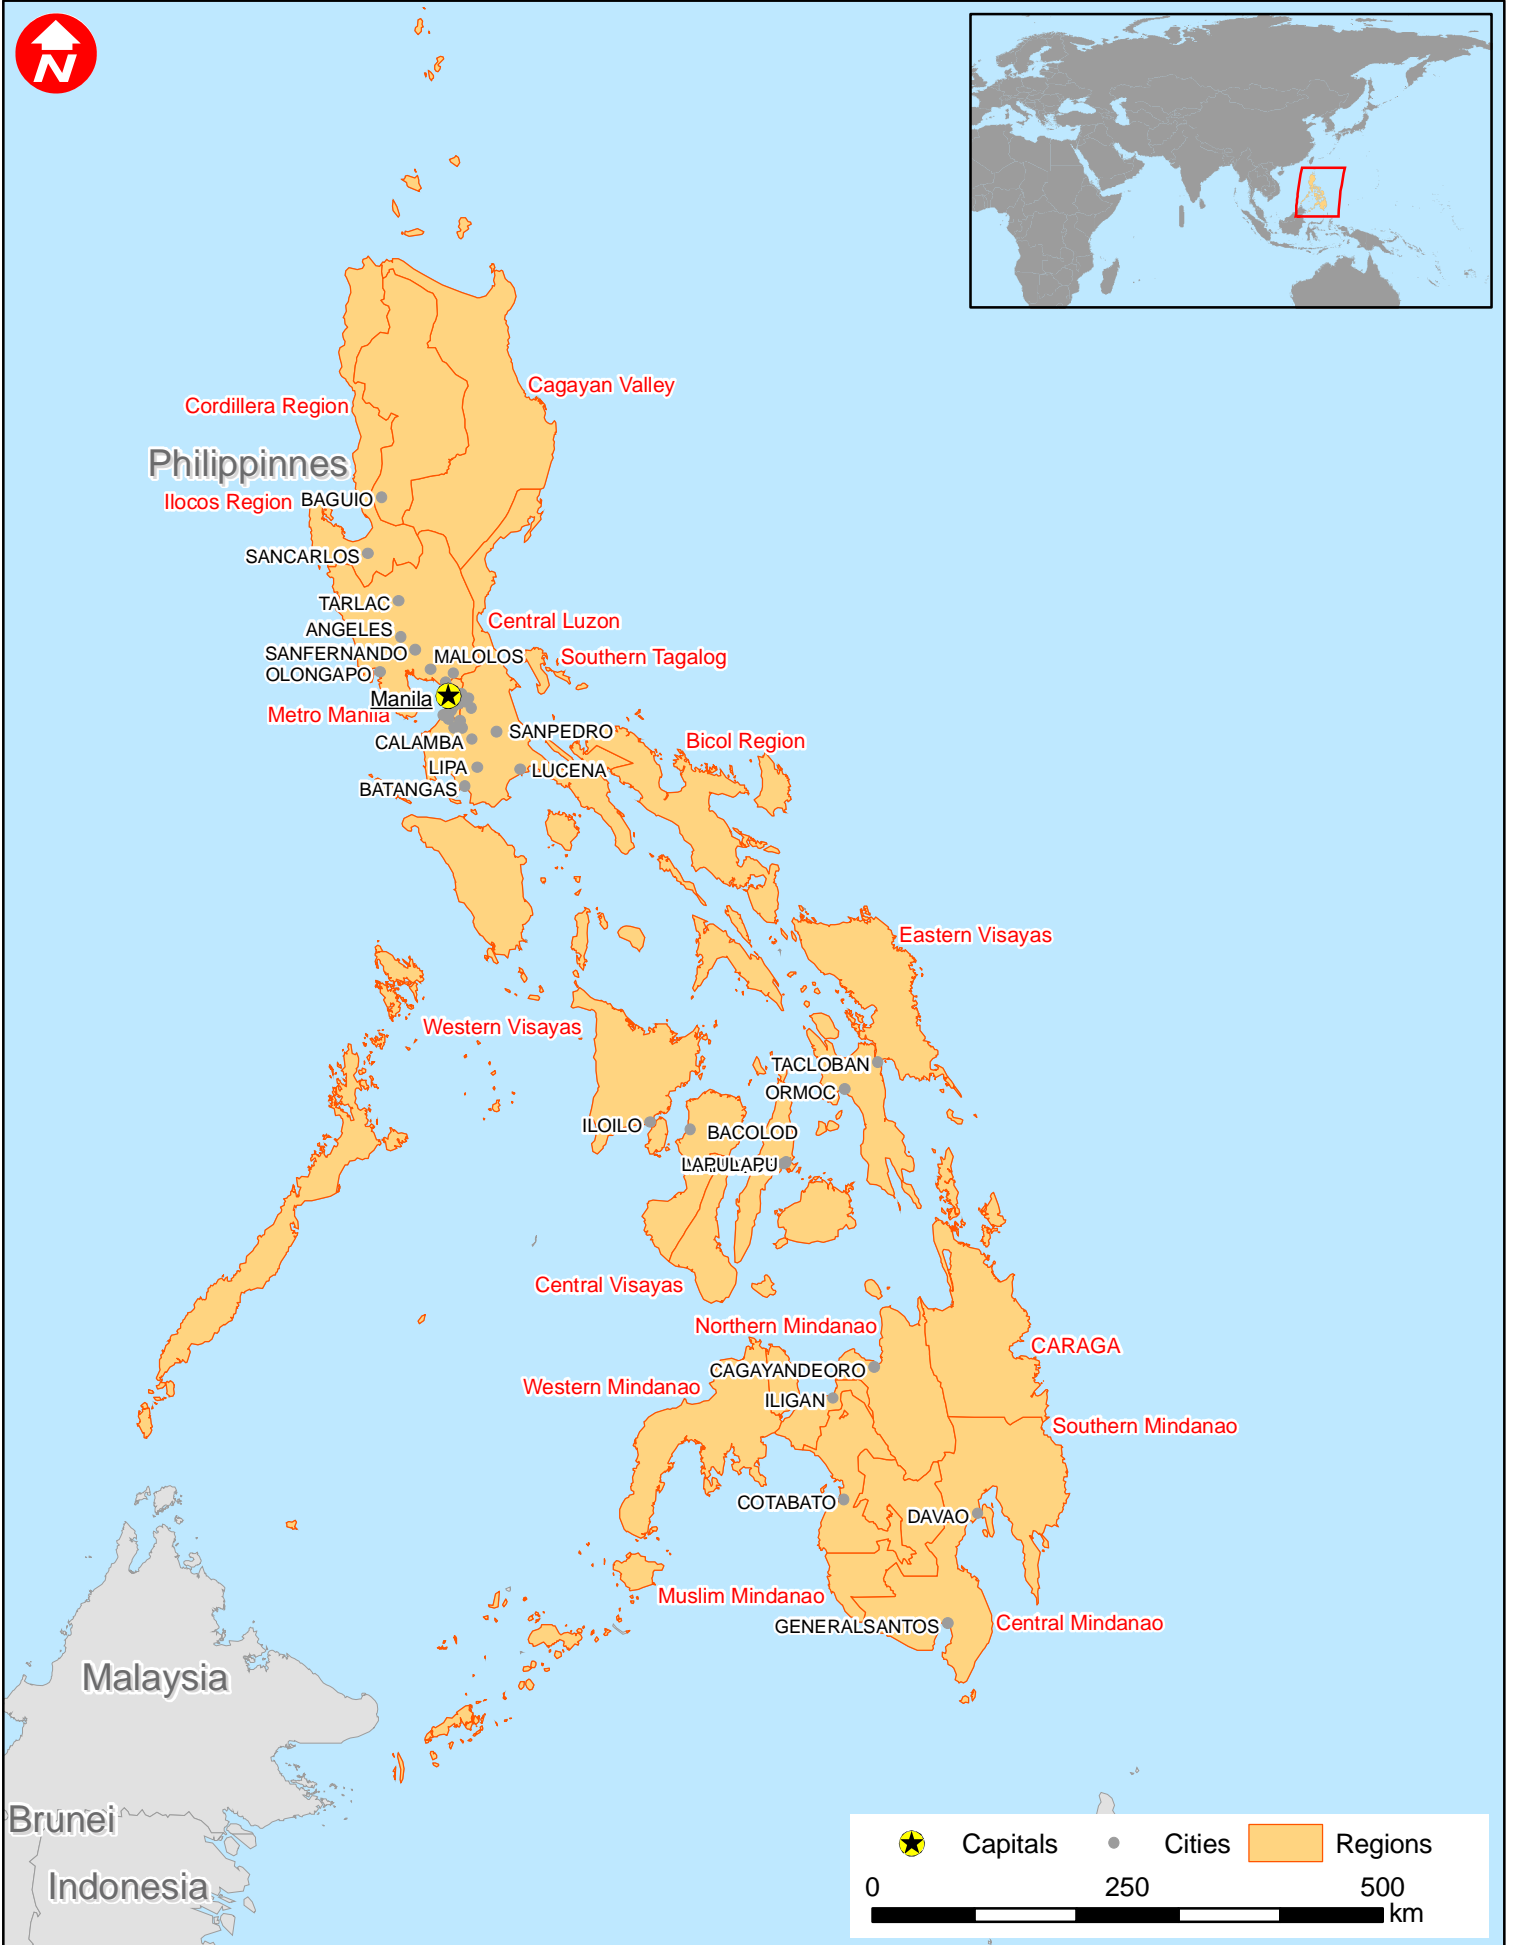 N
Cagayan Valley
Cordillera Region
Philippinnes
BAGUIO
Ilocos Region
SANCARLOS
TARLAC
Central Luzon
ANGELES
SANFERNANDO
MALOLOS
Southern Tagalog
OLONGAPO
Manila
Metro Manila
SANPEDRO
CALAMBA
Bicol Region
LIPA
LUCENA
BATANGAS
Eastern Visayas
Western Visayas
TACLOBAN
ORMOC
ILOILO
BACOLOD
LAPULAPU
Central Visayas
Northern Mindanao
CARAGA
CAGAYANDEORO
Western Mindanao
ILIGAN
Southern Mindanao
COTABATO
DAVAO
Muslim Mindanao
GENERALSANTOS
Central Mindanao
Malaysia
Brunei
Indonesia
Capitals
Cities
Regions
0 250 500
km